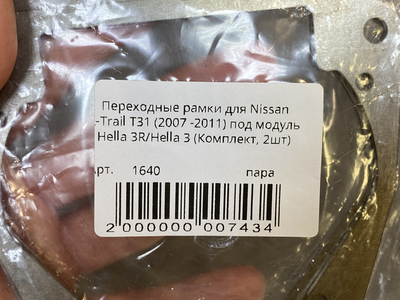 Переходные рамки для Nissan
-Trail T31 (2007 -2011) под модуль
Hella 3R/Hella 3 (Комплект, 2шт)
рт. 1640 пара
2 000000 007434